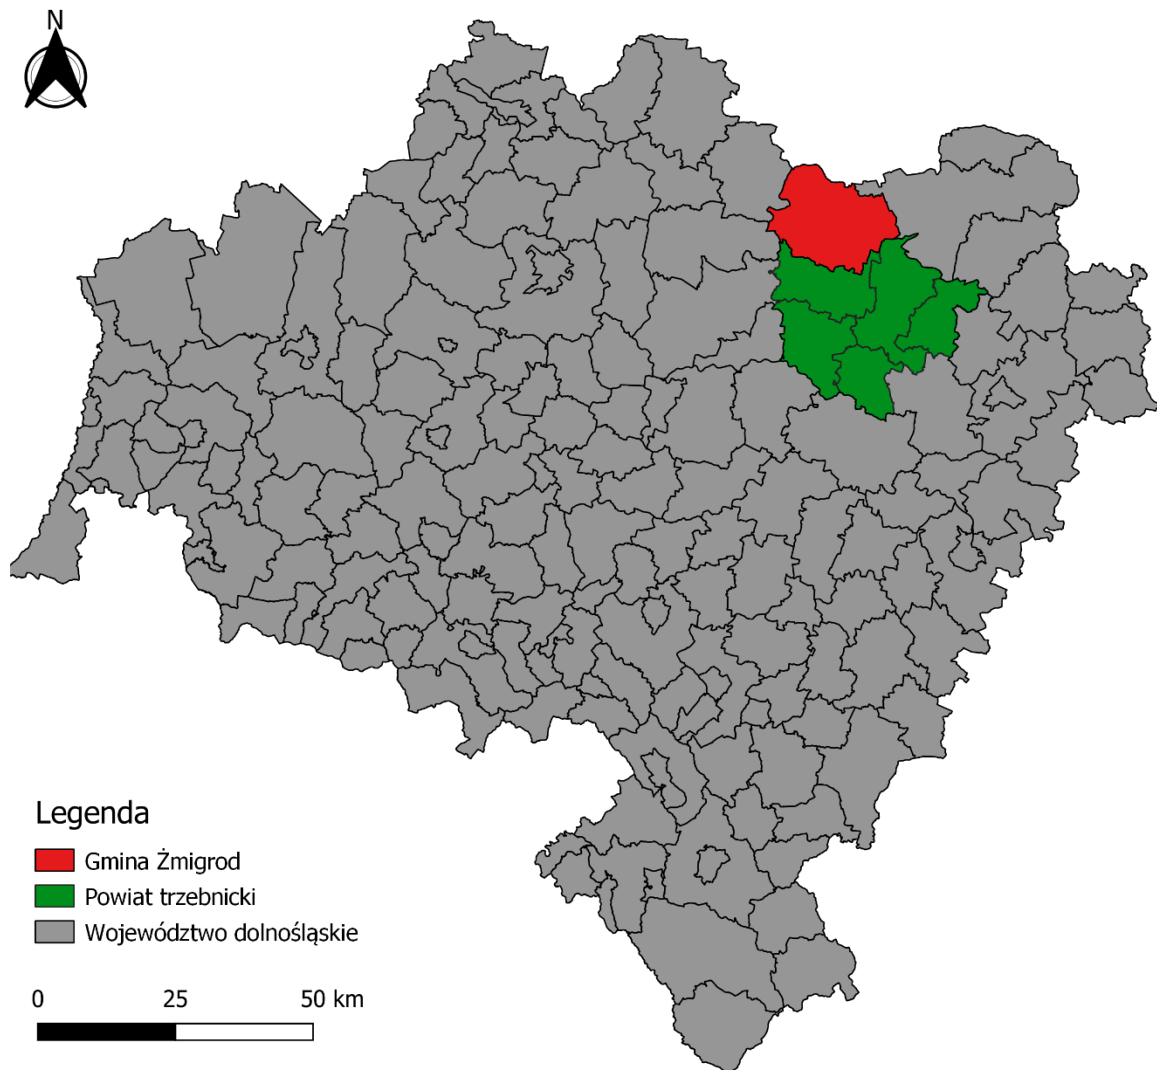 N
Legenda
Gmina Żmigrod
Powiat trzebnicki
Województwo dolnośląskie
0 25 50 km